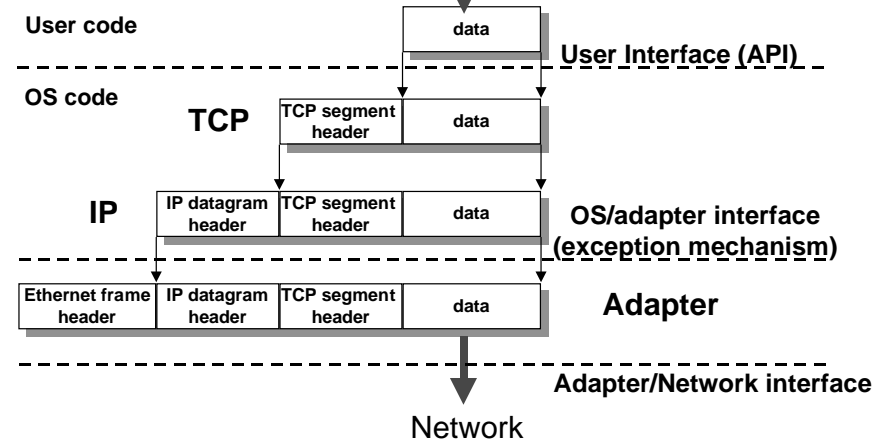 User code
data
User Interface (API)
OS code
TCP
TCP segment
header
data
IP
IP datagram
header
TCP segment
header
data
OS/adapter interface
(exception mechanism)
Ethernet frame
header
IP datagram
header
TCP segment
header
data
Adapter
Adapter/Network interface
Network